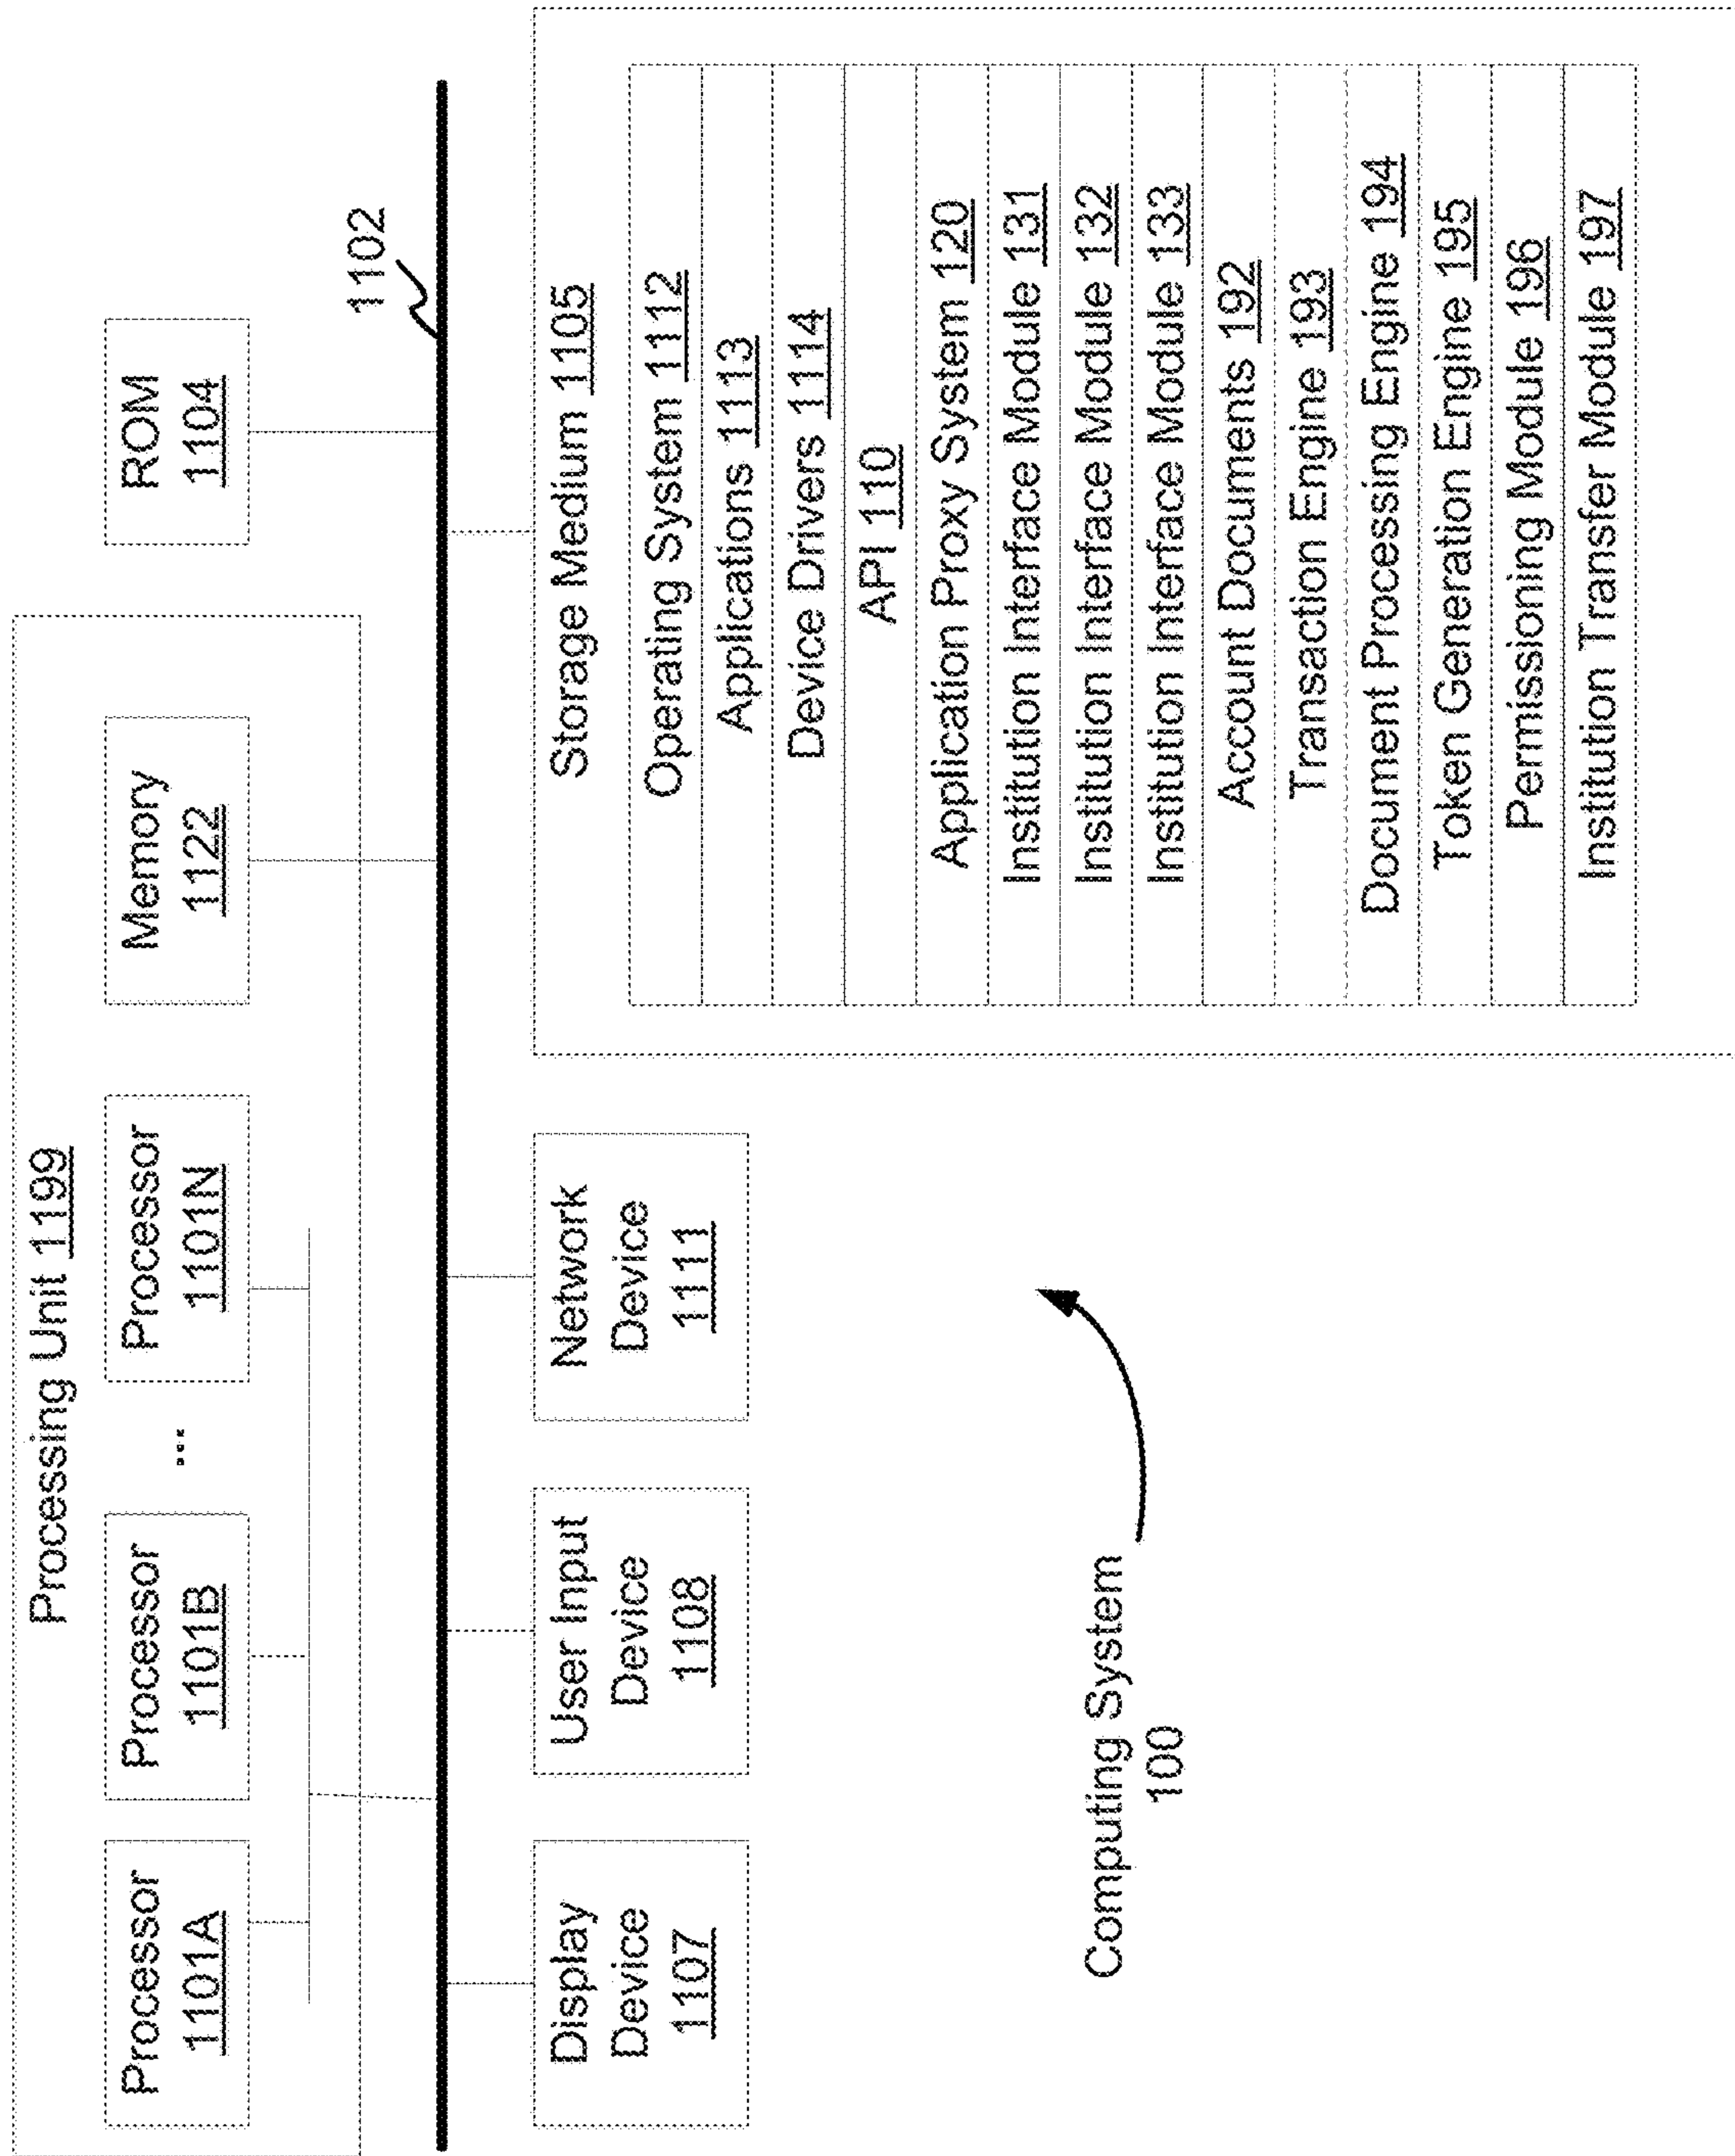 Processing Unit 1199
Processor
1101A
Processor
1101B
...
Processor
1101N
Memory
1122
ROM
1104
1102
Display
Device
1107
User Input
Device
1108
Network
Device
1111
Storage Medium 1105
Operating System 1112
Applications 1113
Device Drivers 1114
API 110
Application Proxy System 120
Institution Interface Module 131
Institution Interface Module 132
Institution Interface Module 133
Account Documents 192
Transaction Engine 193
Document Processing Engine 194
Token Generation Engine 195
Permissioning Module 196
Institution Transfer Module 197
Computing System
100